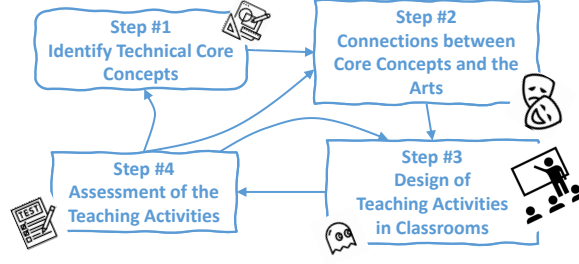 Step #1
Identify Technical Core
Concepts
Step #2
Connections between
Core Concepts and the
Arts
Step #4
Assessment of the
Teaching Activities
Step #3
Design of
Teaching Activities
in Classrooms
TEST